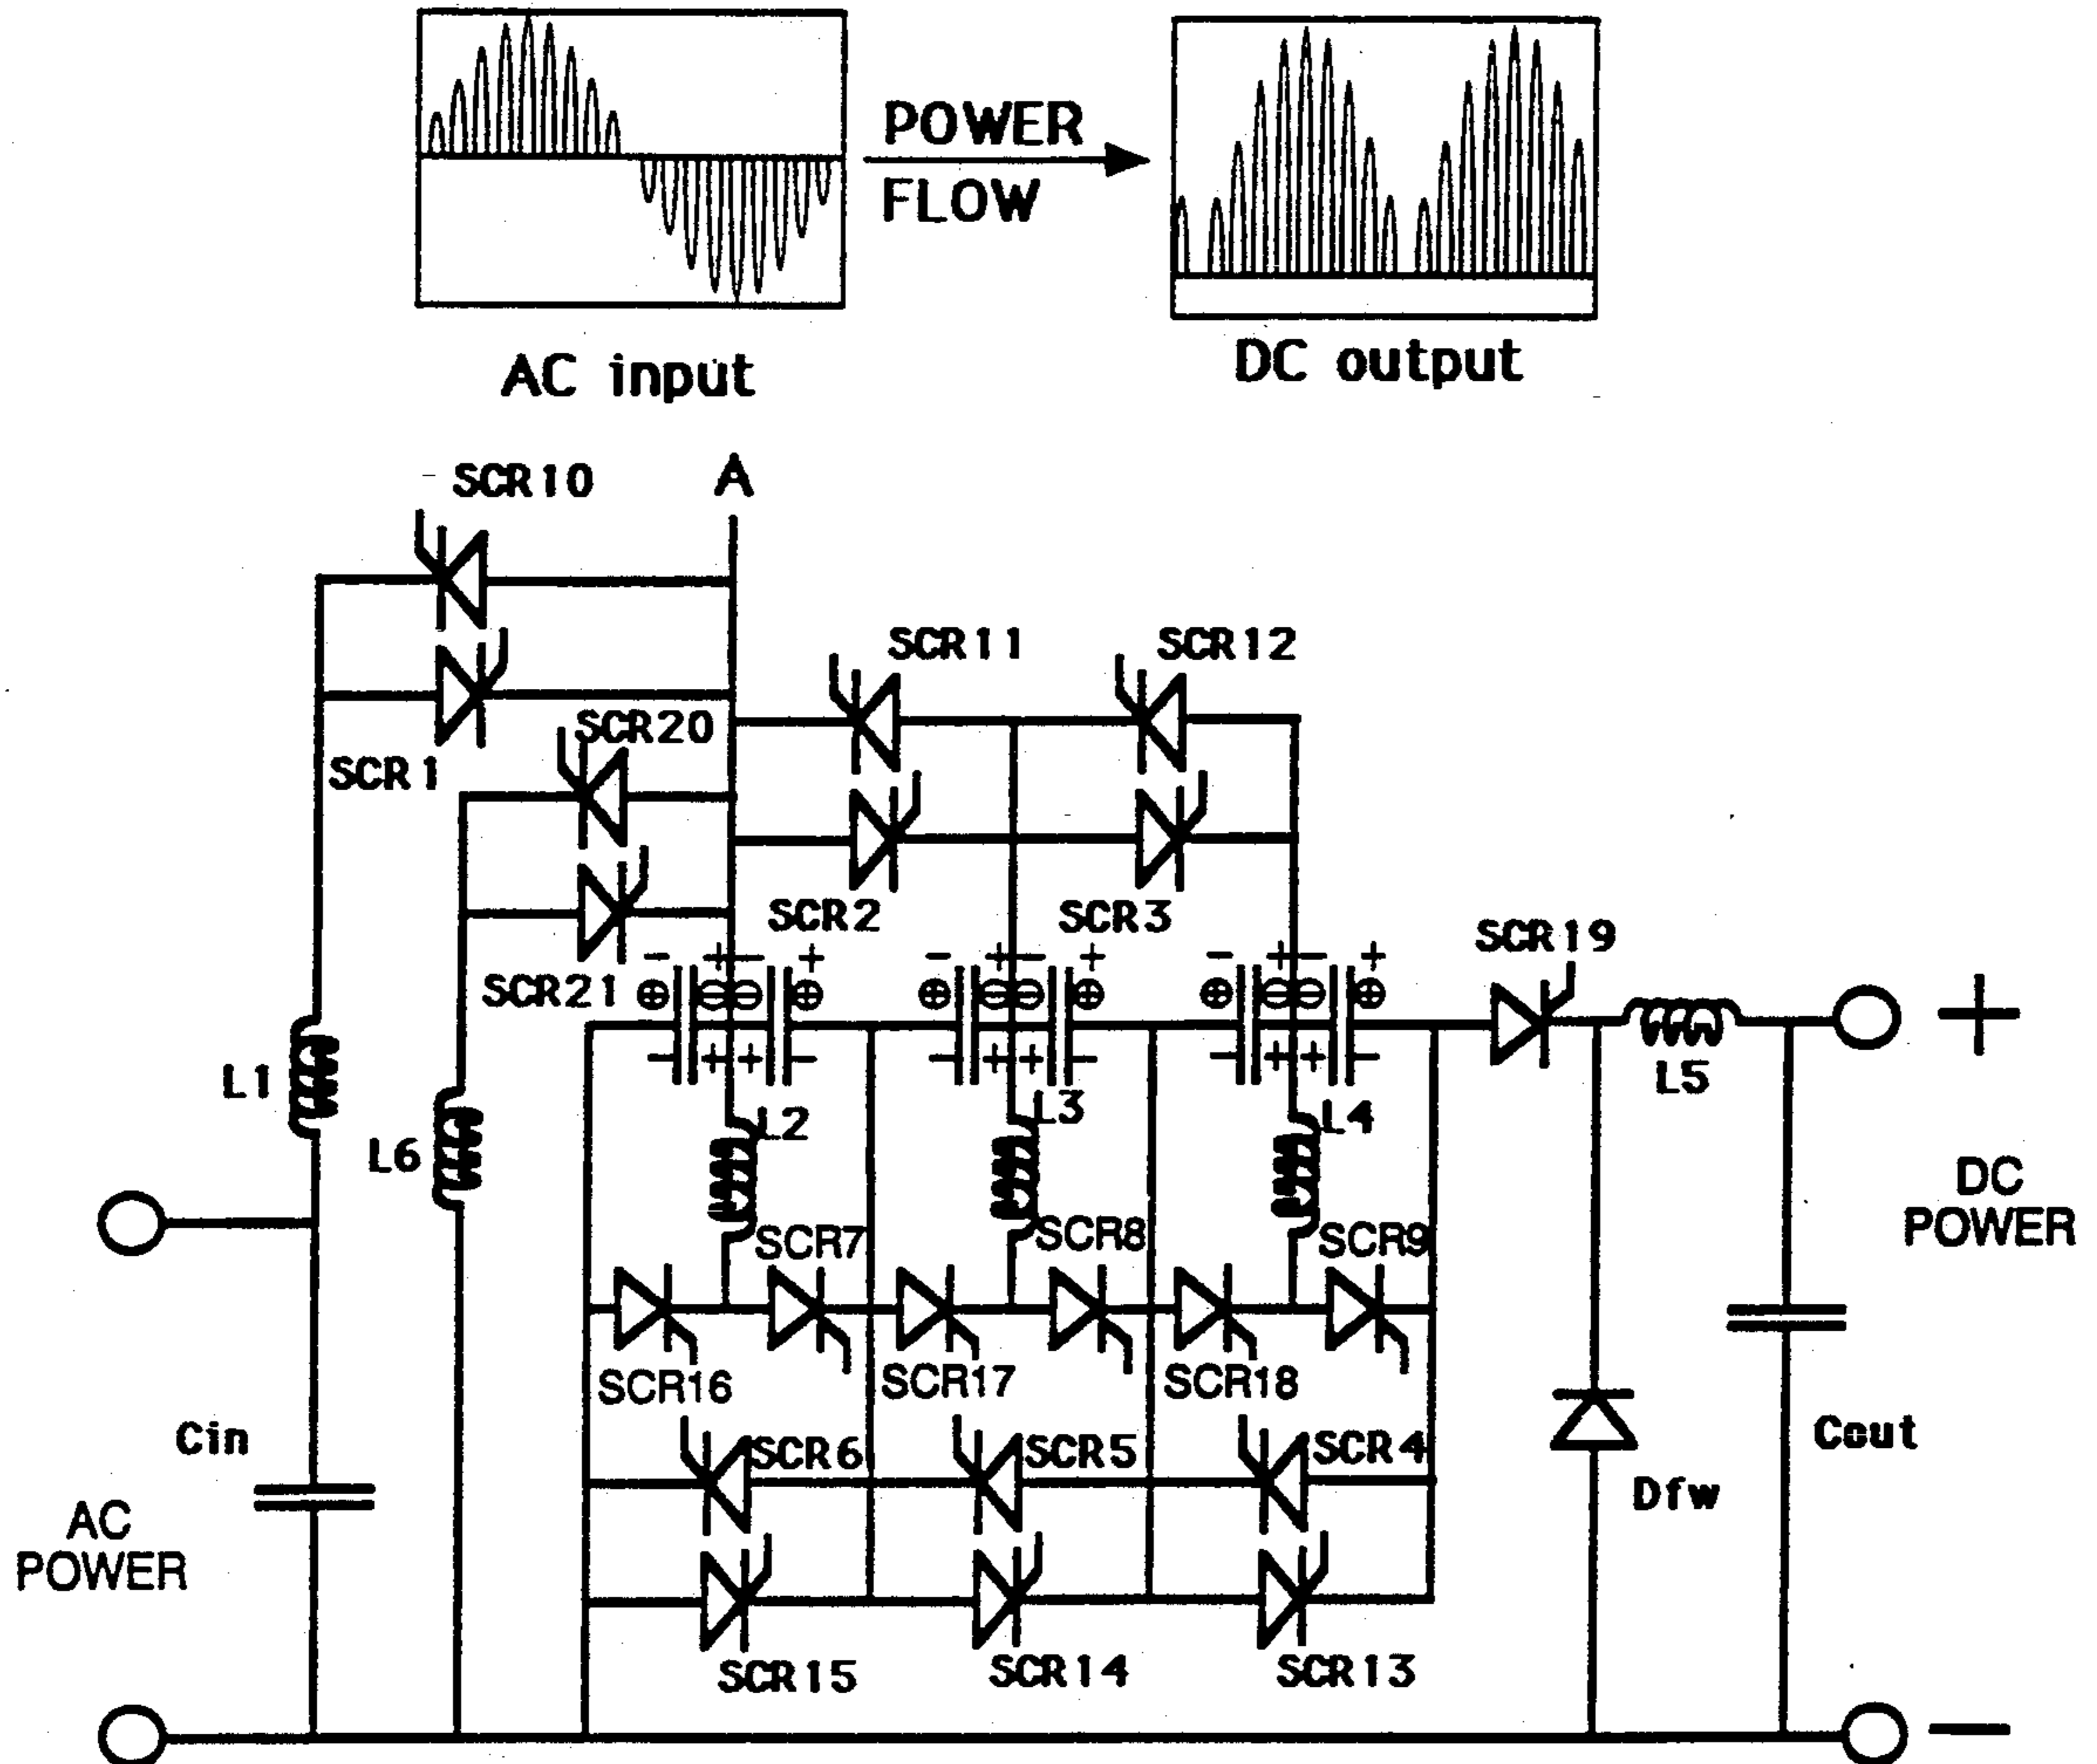 POWER
FLOW
AC input
DC output
SCR10
A
SCR11
SCR12
SCR20
SCR1
SCR2
SCR3
SCR19
SCR21
- + - + - + - + - + - +
⊕ ⊖ ⊖ ⊕ ⊕ ⊖ ⊖ ⊕ ⊕ ⊖ ⊖ ⊕
+
- + + - - + + - - + + -
L1
L5
L2
L3
L4
L6
DC
POWER
SCR7
SCR8
SCR9
SCR16
SCR17
SCR18
Cin
SCR6
SCR5
SCR4
Cout
Dfw
AC
POWER
SCR15
SCR14
SCR13
−